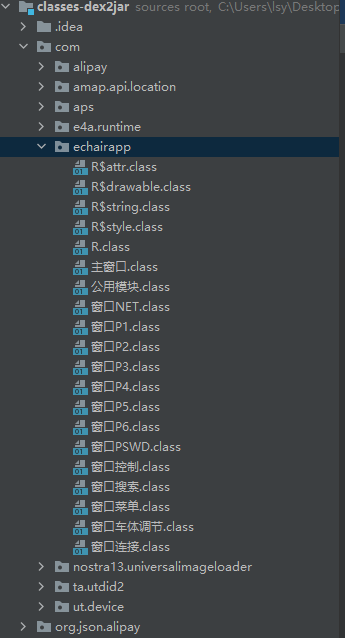 classes-dex2jar sources root, C:\Users\lsy\Desktop
.idea
com
alipay
amap.api.location
aps
e4a.runtime
echairapp
R$attr.class
R$drawable.class
R$string.class
R$style.class
R.class
主窗口.class
公用模块.class
窗口NET.class
窗口P1.class
窗口P2.class
窗口P3.class
窗口P4.class
窗口P5.class
窗口P6.class
窗口PSWD.class
窗口控制.class
窗口搜索.class
窗口菜单.class
窗口车体调节.class
窗口连接.class
nostra13.universalimageloader
ta.utdid2
ut.device
org.json.alipay